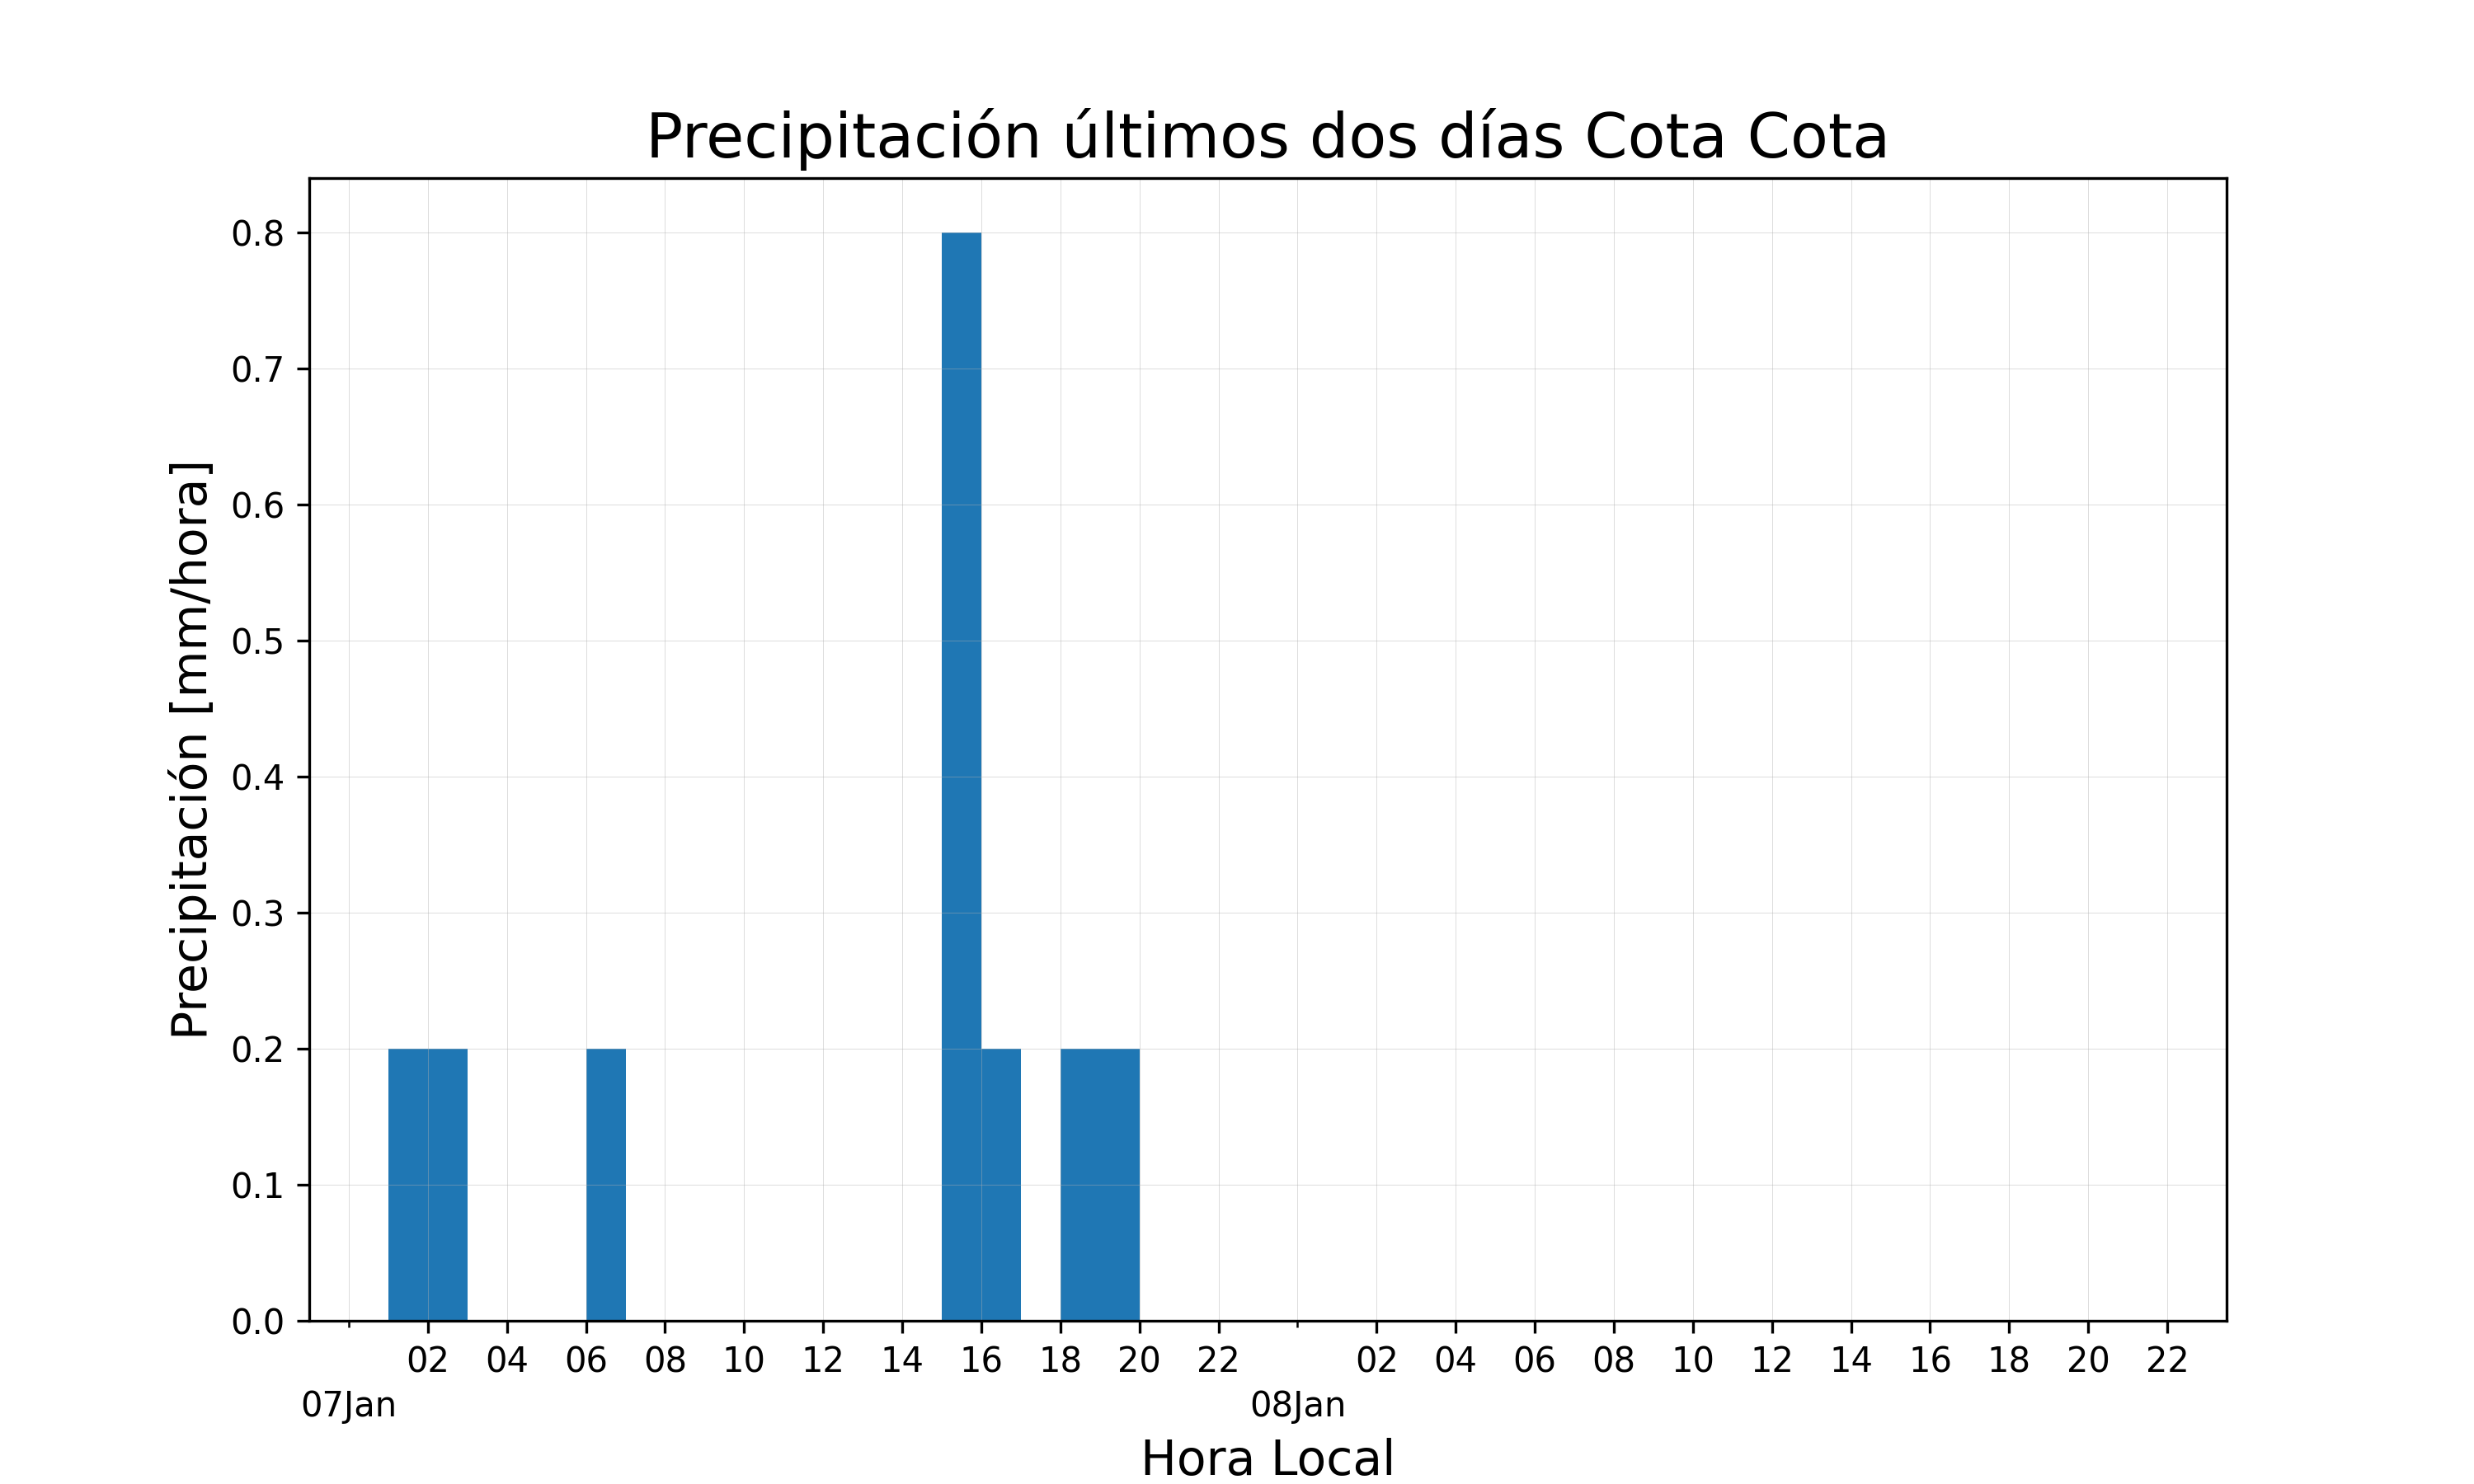 Precipitación últimos dos días Cota Cota
Precipitación [mm/hora]
0.8
0.7
0.6
0.5
0.4
0.3
0.2
0.1
0.0
02 04 06 08 10 12 14 16 18 20 22 02 04 06 08 10 12 14 16 18 20 22
07Jan 08Jan
Hora Local